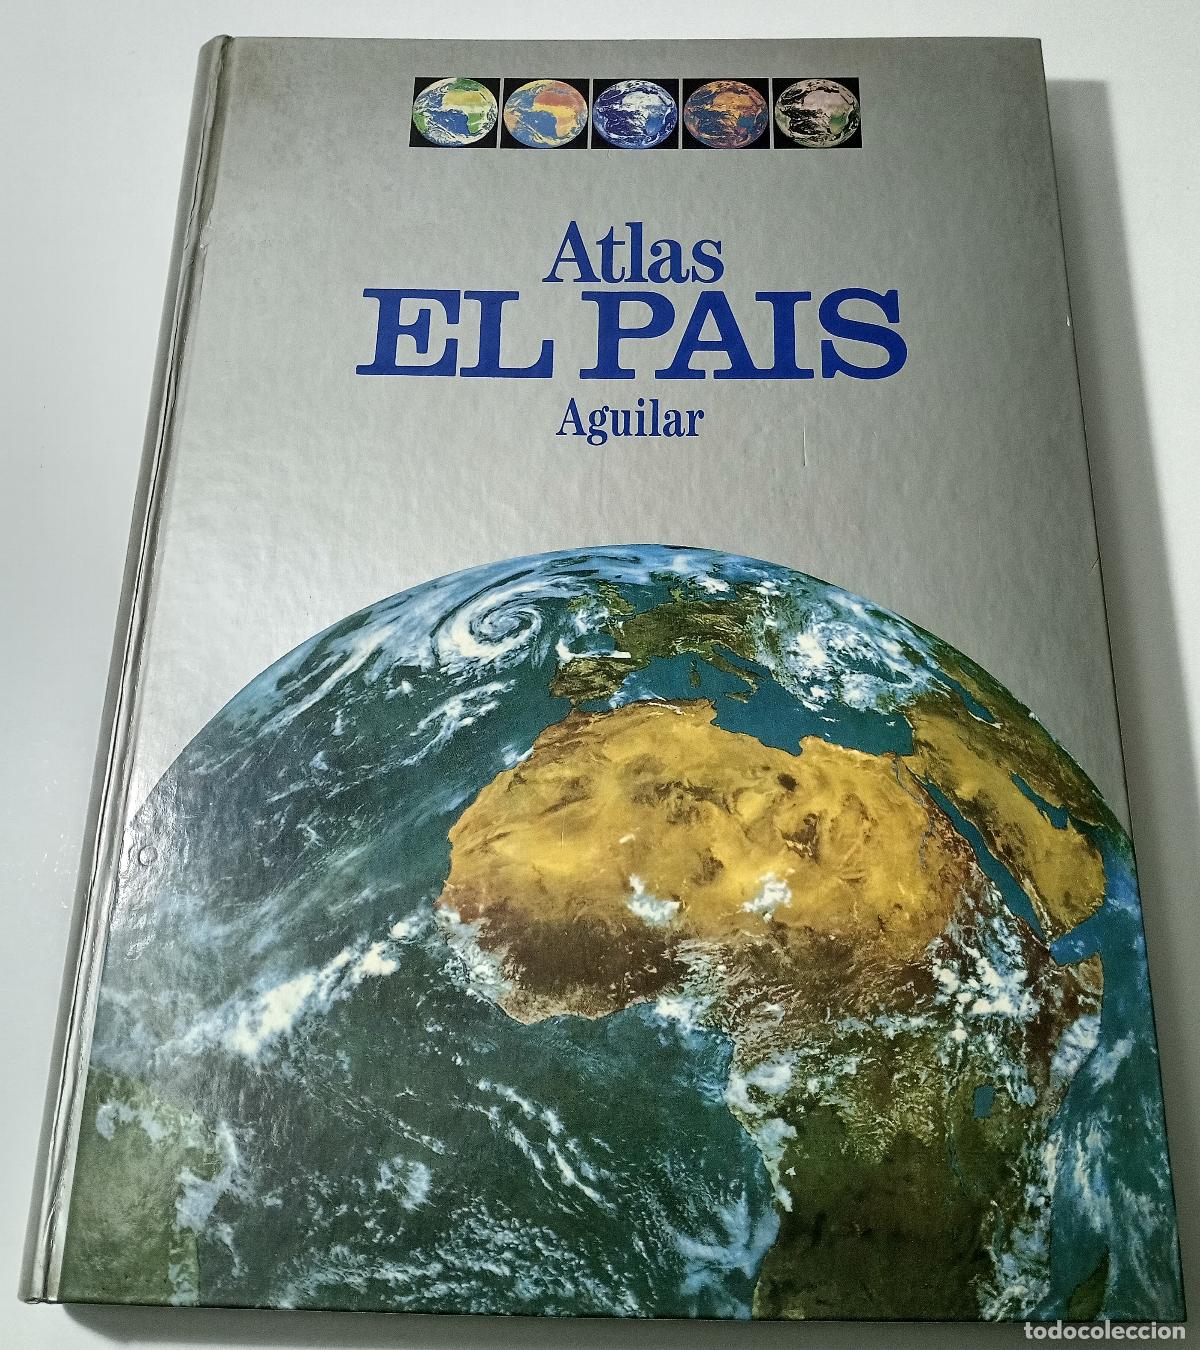 Atlas
EL PAIS
Aguilar
todocoleccion